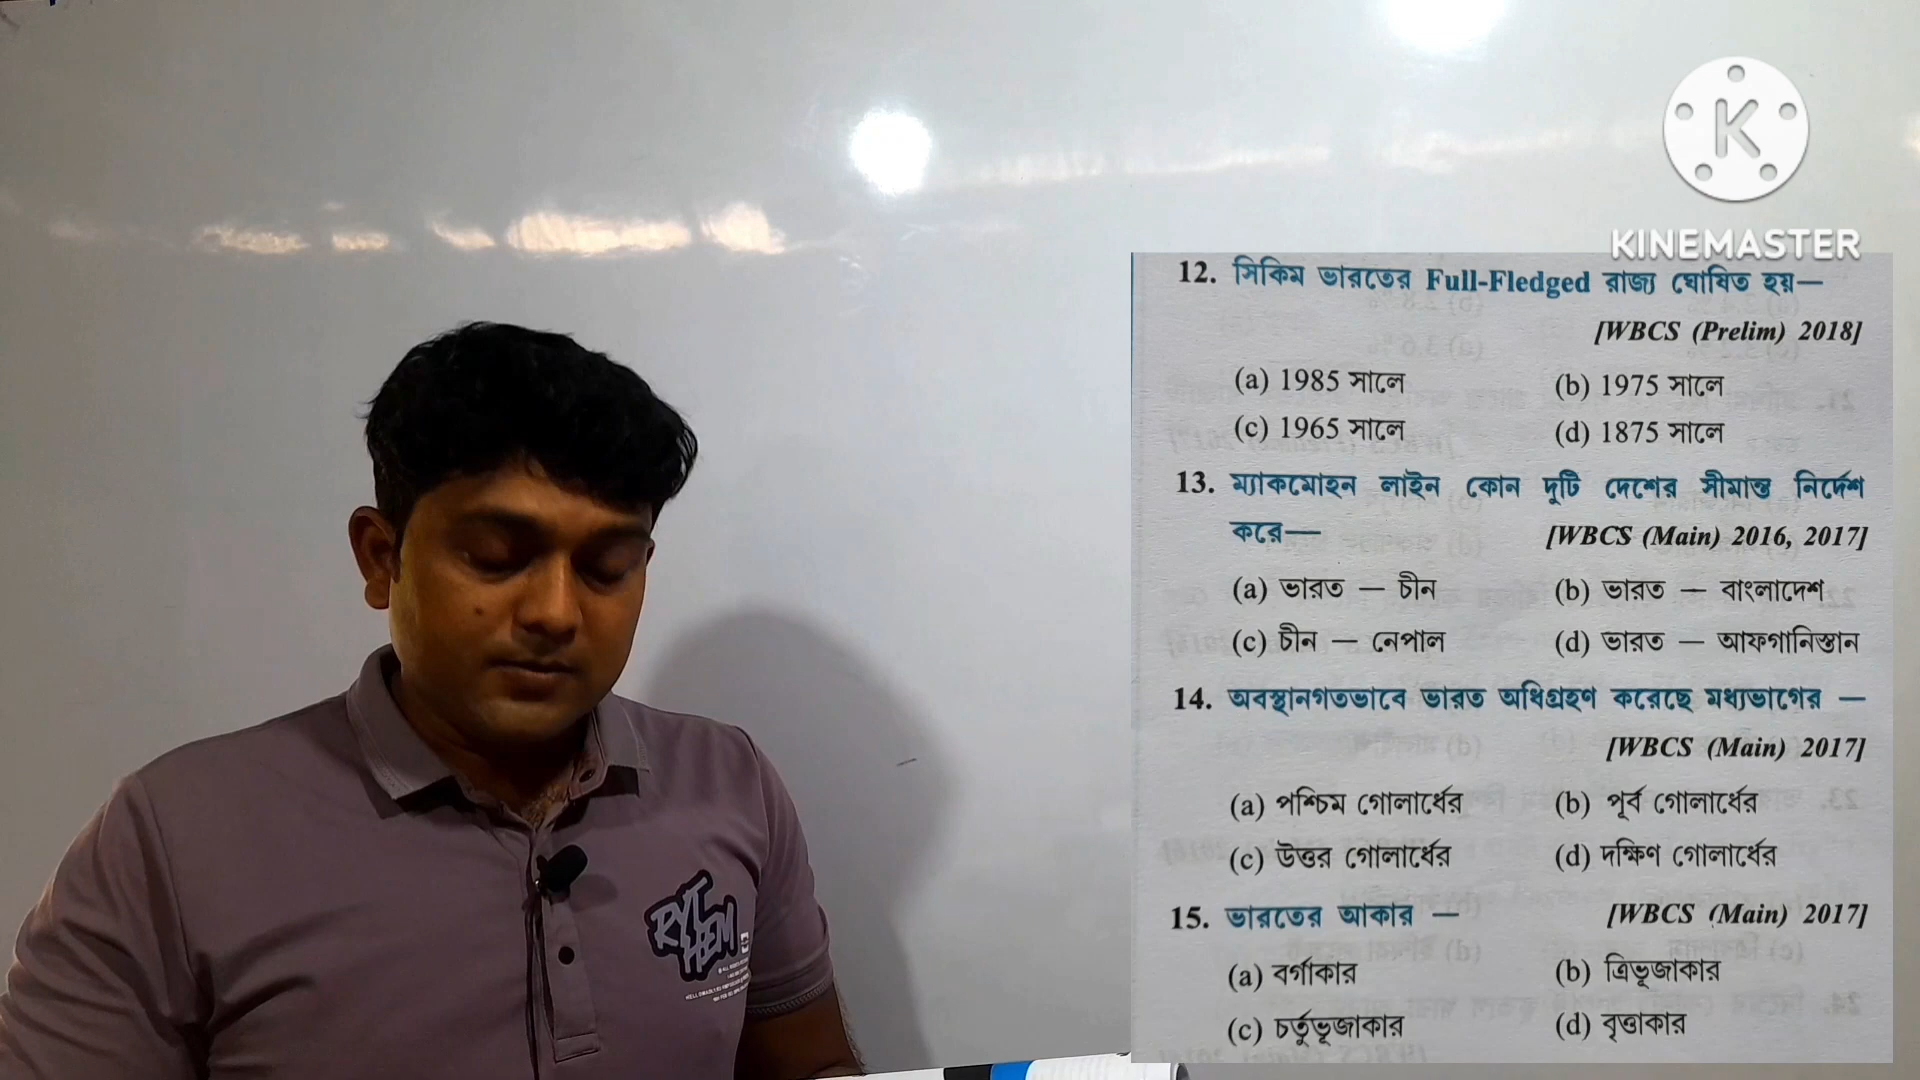 K
KINEMASTER
12. সিকিম ভারতের Full-Fledged রাজ্য ঘোষিত হয়—
[WBCS (Prelim) 2018]
(a) 1985 সালে (b) 1975 সালে
(c) 1965 সালে (d) 1875 সালে
13. ম্যাকমোহন লাইন কোন দুটি দেশের সীমান্ত নির্দেশ
করে— [WBCS (Main) 2016, 2017]
(a) ভারত — চীন (b) ভারত — বাংলাদেশ
(c) চীন — নেপাল (d) ভারত — আফগানিস্তান
14. অবস্থানগতভাবে ভারত অধিগ্রহণ করেছে মধ্যভাগের —
[WBCS (Main) 2017]
(a) পশ্চিম গোলার্ধের (b) পূর্ব গোলার্ধের
(c) উত্তর গোলার্ধের (d) দক্ষিণ গোলার্ধের
15. ভারতের আকার — [WBCS (Main) 2017]
(a) বর্গাকার (b) ত্রিভূজাকার
(c) চর্তুভূজাকার (d) বৃত্তাকার
RYT
HEM